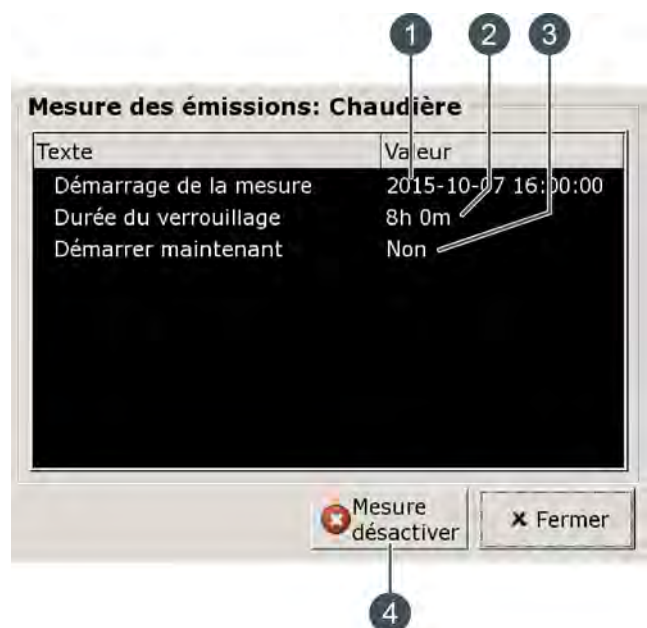 1 2 3
Mesure des émissions: Chaudière
Texte Valeur
Démarrage de la mesure 2015-10-07 16:00:00
Durée du verrouillage 8h 0m
Démarrer maintenant Non
Mesure
désactiver
x Fermer
4